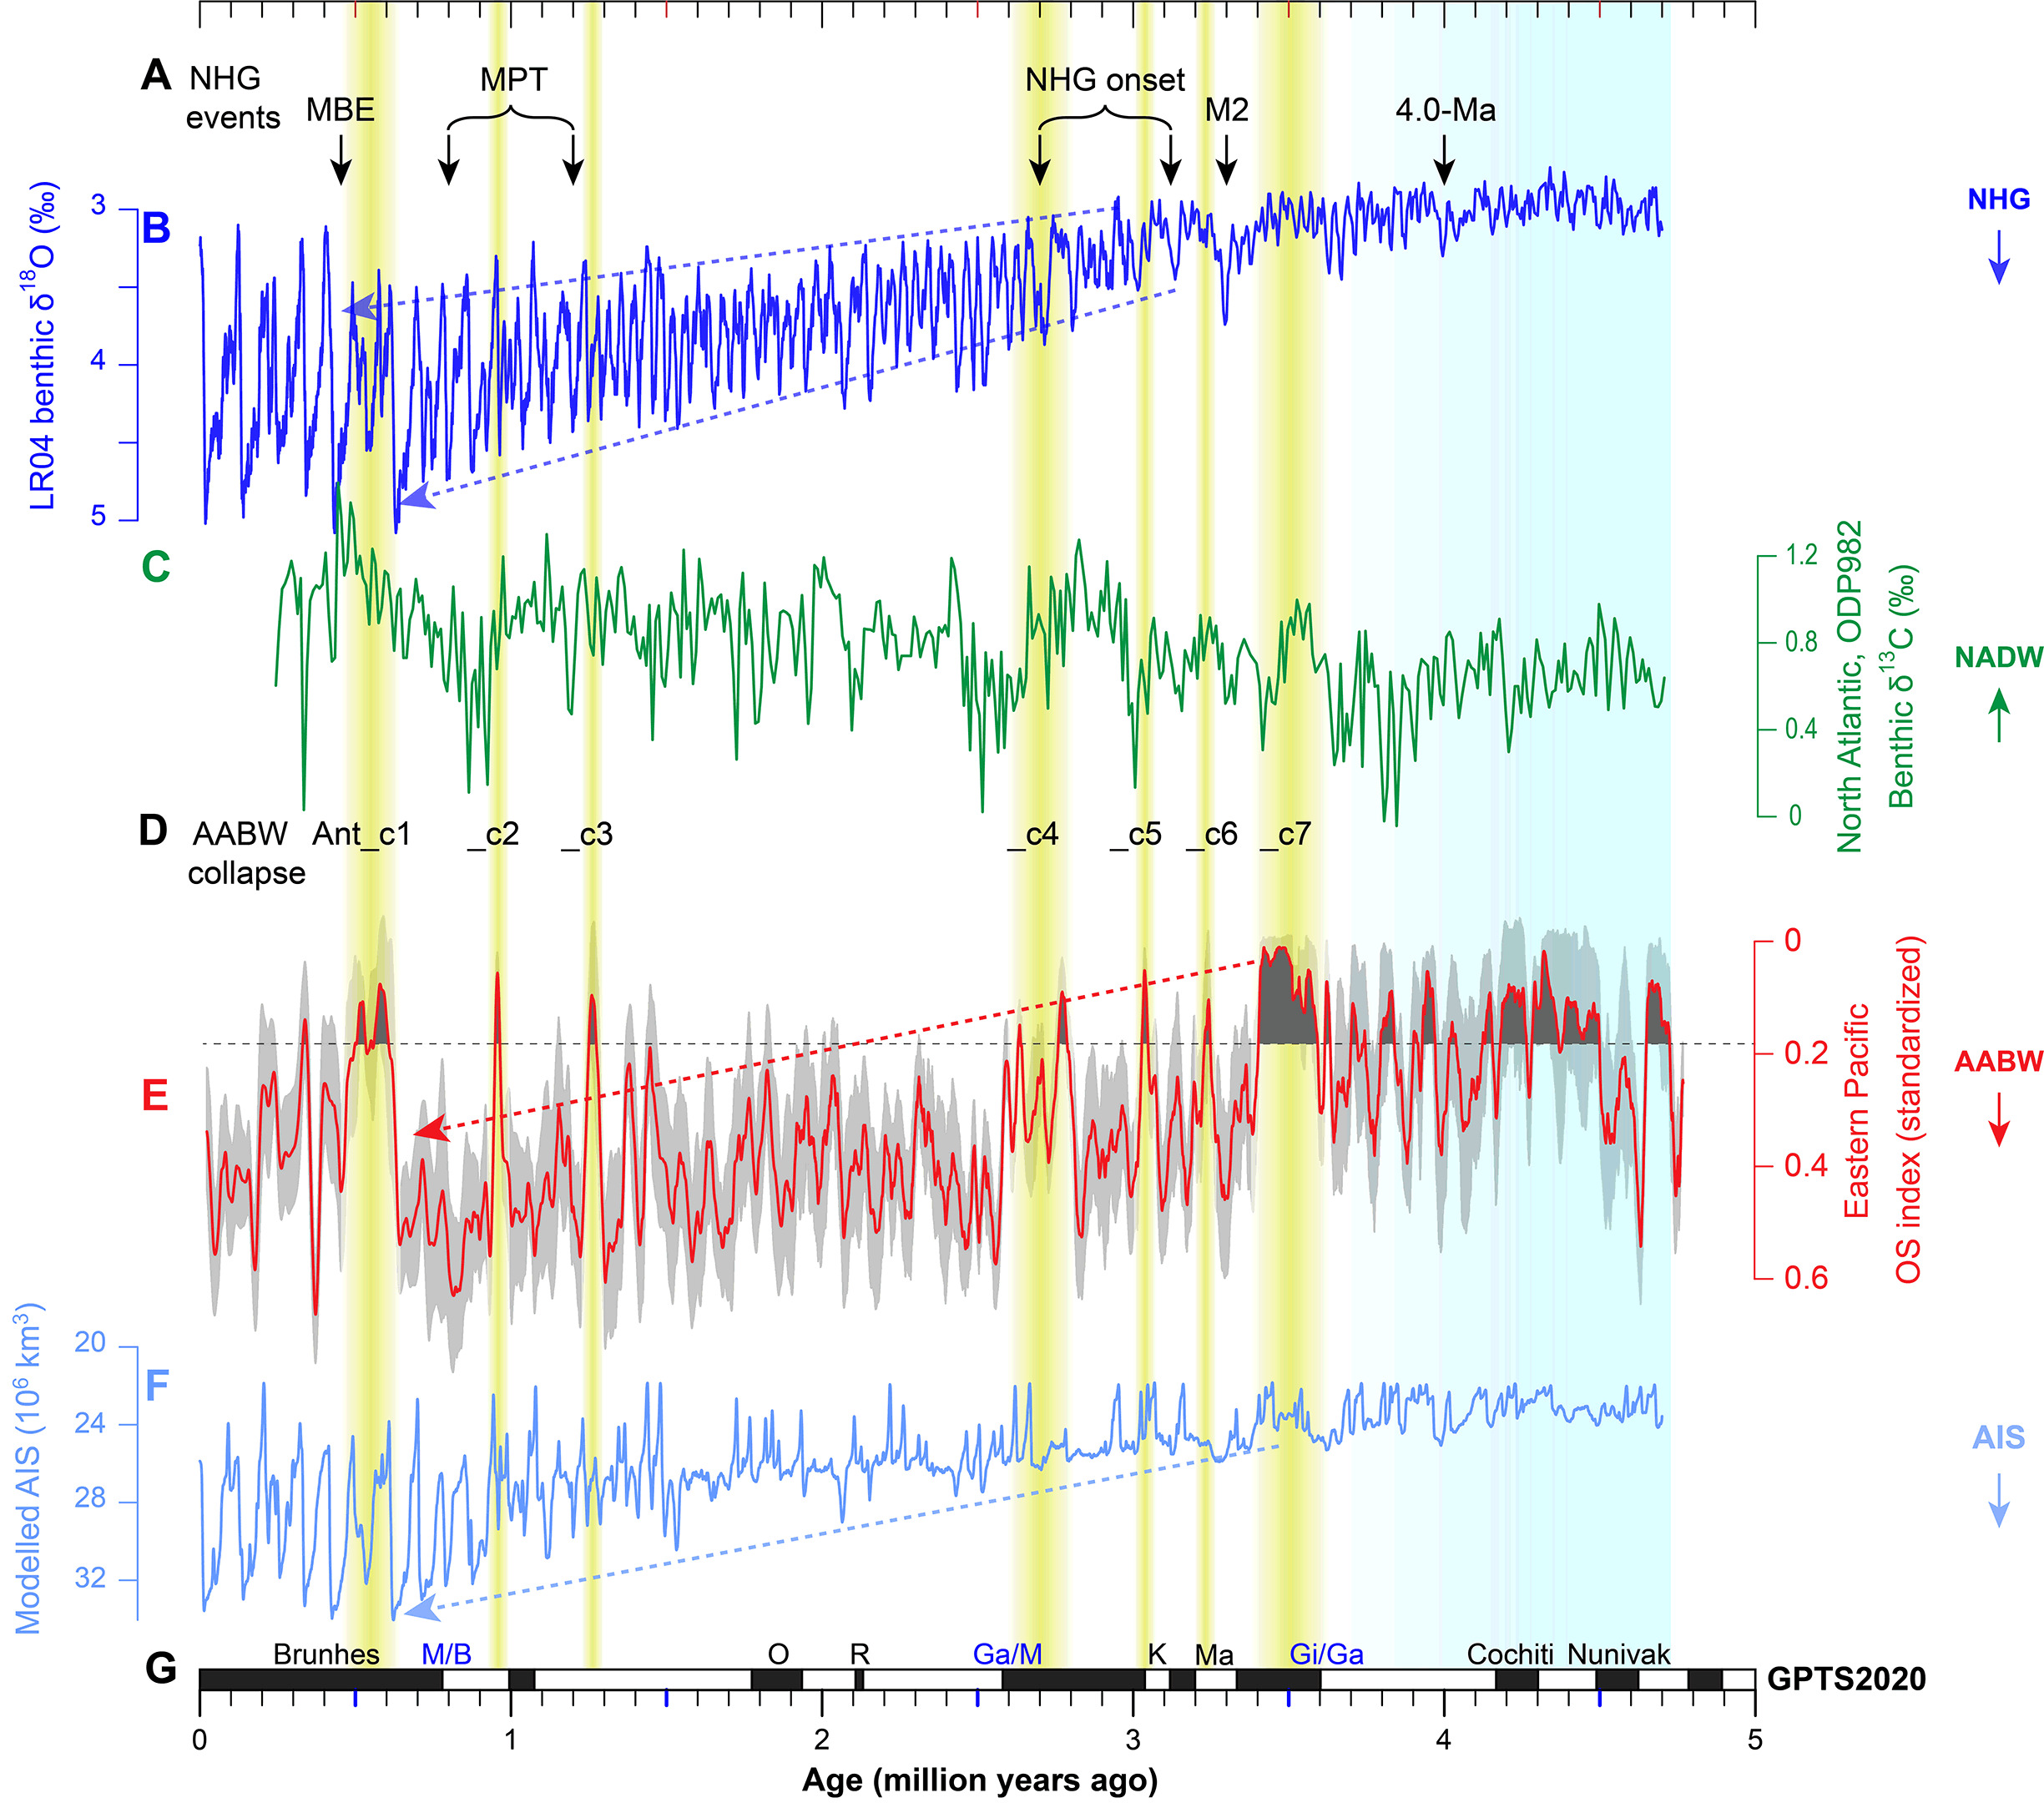 A
NHG
events
MBE
MPT
NHG onset
M2
4.0-Ma
LR04 benthic δ¹⁸O (‰)
3
4
5
B
NHG
C
1.2
0.8
0.4
0
North Atlantic, ODP982
Benthic δ¹³C (‰)
NADW
D
AABW
collapse
Ant_c1
_c2
_c3
_c4
_c5
_c6
_c7
E
0
0.2
0.4
0.6
Eastern Pacific
OS index (standardized)
AABW
Modelled AIS (10⁶ km³)
20
24
28
32
F
AIS
G
Brunhes
M/B
O
R
Ga/M
K
Ma
Gi/Ga
Cochiti
Nunivak
GPTS2020
0
1
2
3
4
5
Age (million years ago)